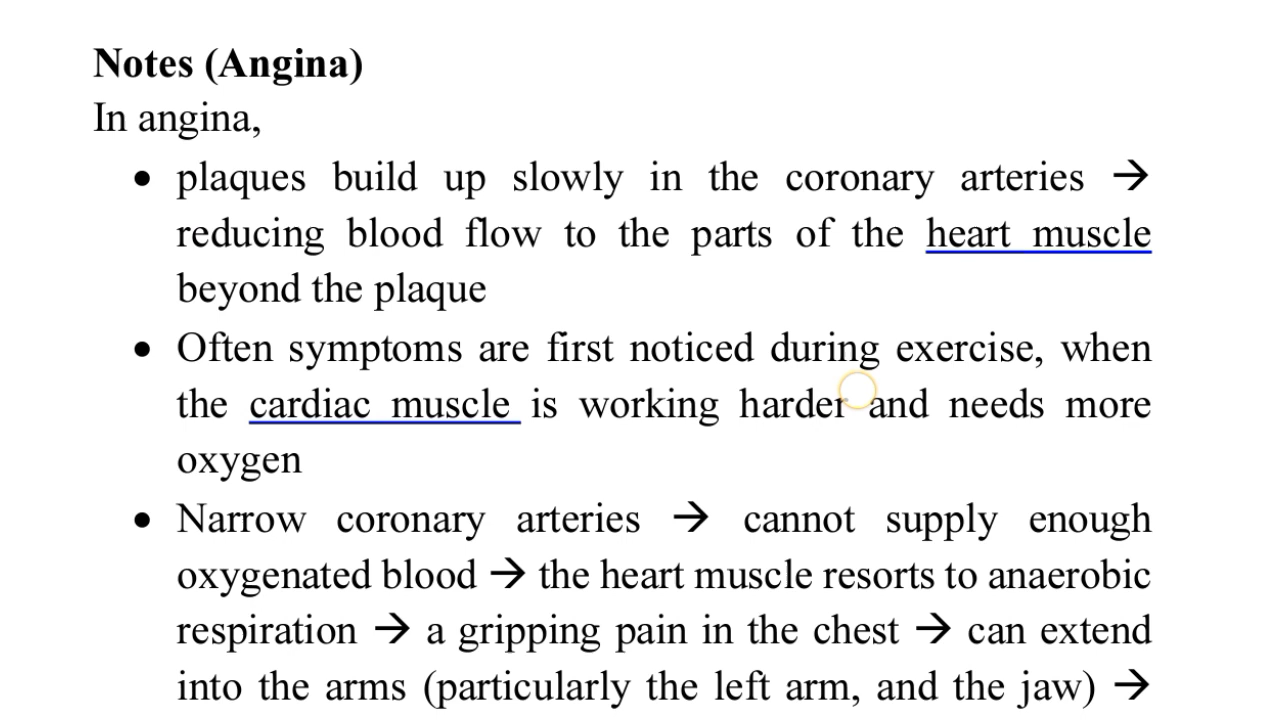 Notes (Angina)
In angina,
• plaques build up slowly in the coronary arteries →
reducing blood flow to the parts of the heart muscle
beyond the plaque
• Often symptoms are first noticed during exercise, when
the cardiac muscle is working harder and needs more
oxygen
• Narrow coronary arteries → cannot supply enough
oxygenated blood → the heart muscle resorts to anaerobic
respiration → a gripping pain in the chest → can extend
into the arms (particularly the left arm, and the jaw) →